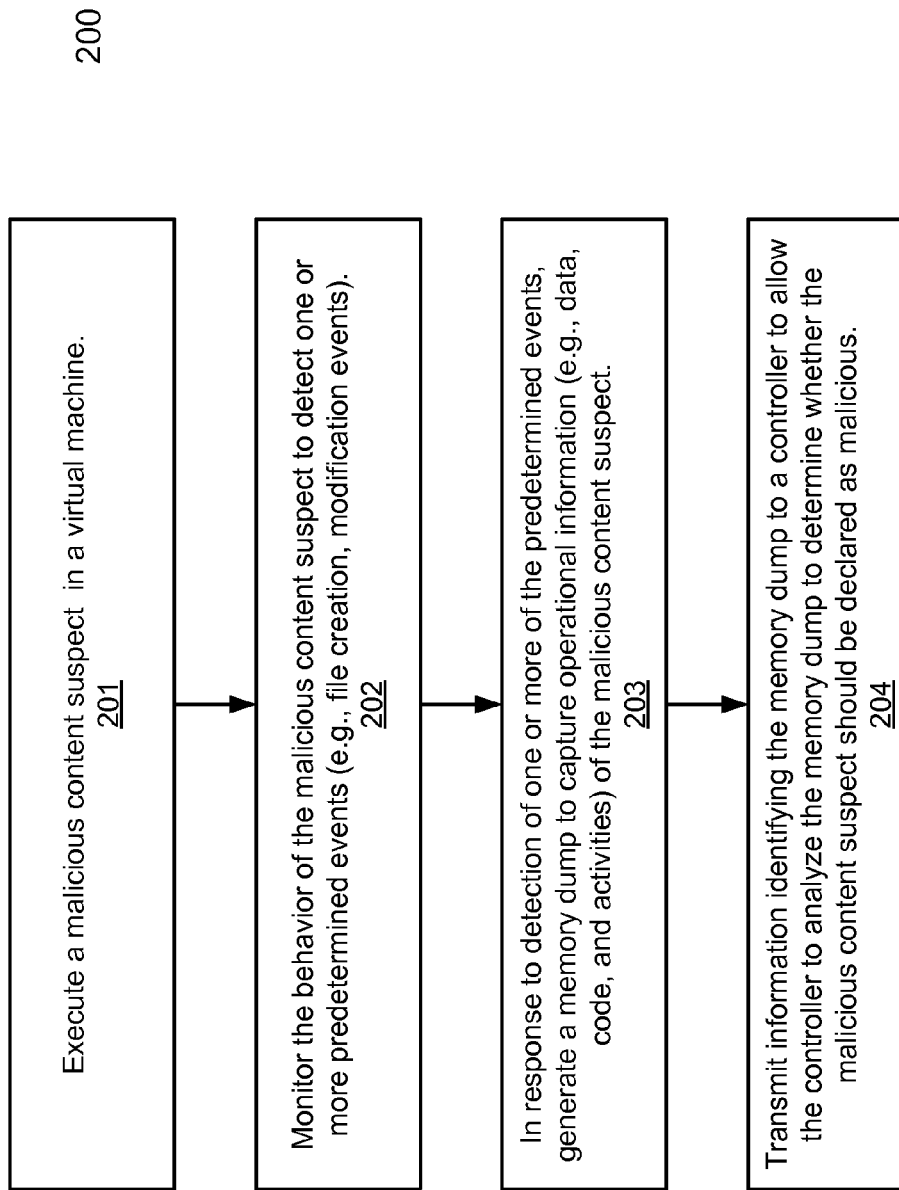 200
Execute a malicious content suspect in a virtual machine.
201
Monitor the behavior of the malicious content suspect to detect one or
more predetermined events (e.g., file creation, modification events).
202
In response to detection of one or more of the predetermined events,
generate a memory dump to capture operational information (e.g., data,
code, and activities) of the malicious content suspect.
203
Transmit information identifying the memory dump to a controller to allow
the controller to analyze the memory dump to determine whether the
malicious content suspect should be declared as malicious.
204